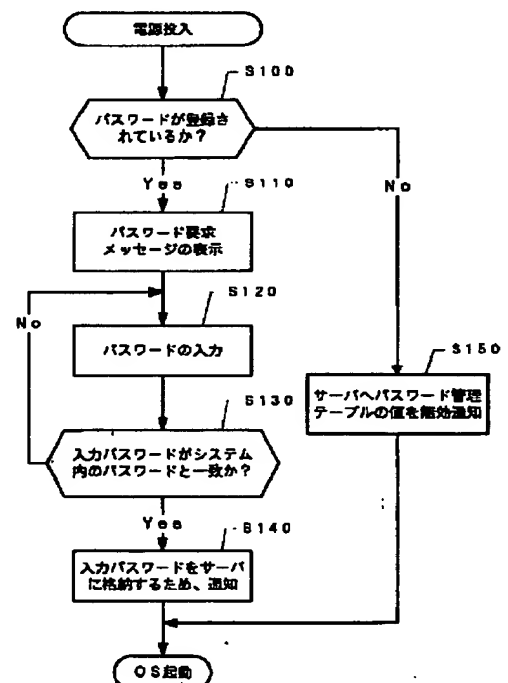 電源投入
S100
パスワードが登録さ
れているか?
Yes
No
S110
パスワード要求
メッセージの表示
S120
No
パスワードの入力
S150
サーバへパスワード管理
テーブルの値を無効通知
S130
入力パスワードがシステム
内のパスワードと一致か?
Yes
S140
入力パスワードをサーバ
に格納するため、通知
OS起動